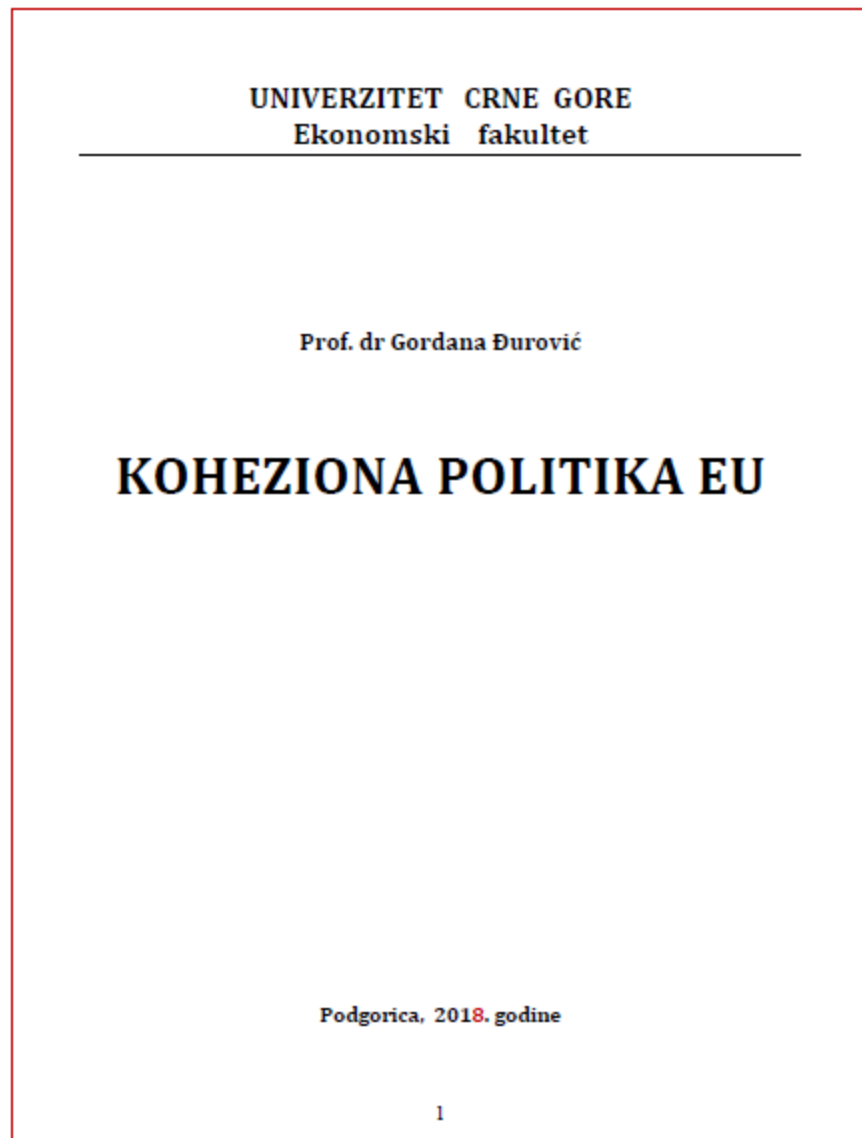 UNIVERZITET CRNE GORE
Ekonomski fakultet
Prof. dr Gordana Đurović
KOHEZIONA POLITIKA EU
Podgorica, 2018. godine
1